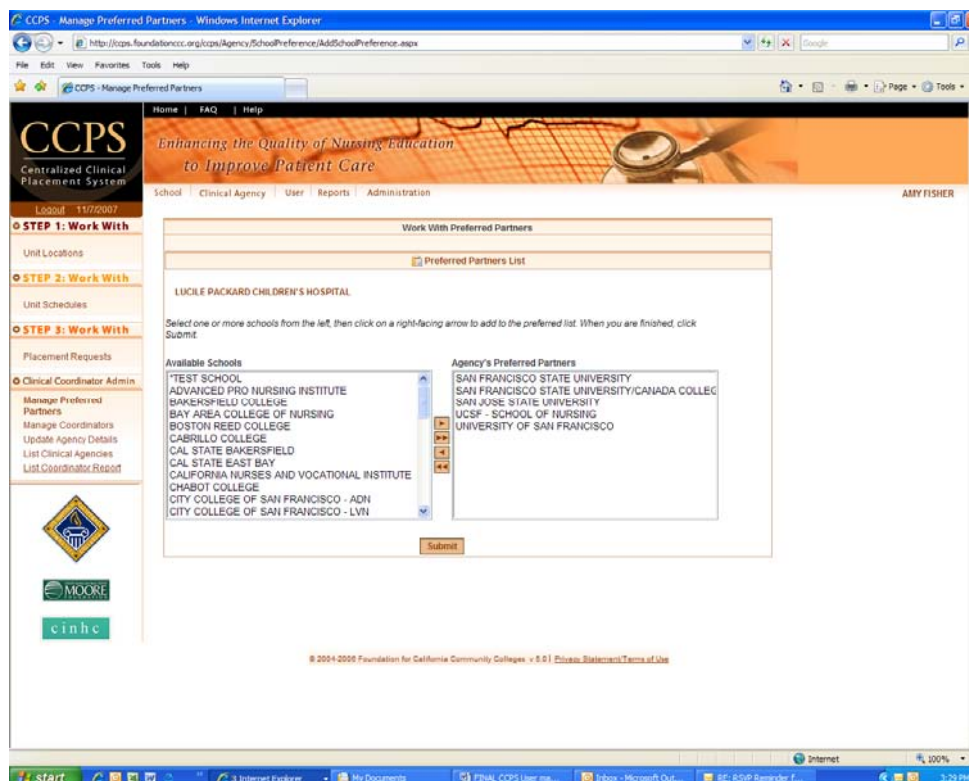 CCPS - Manage Preferred Partners - Windows Internet Explorer
http://ccps.foundationccc.org/ccps/Agency/SchoolPreference/AddSchoolPreference.aspx
Google
File Edit View Favorites Tools Help
CCPS - Manage Preferred Partners
Page Tools
Home | FAQ | Help
CCPS
Centralized Clinical
Placement System
Enhancing the Quality of Nursing Education
to Improve Patient Care
School Clinical Agency User Reports Administration
AMY FISHER
Logout 11/7/2007
STEP 1: Work With
Unit Locations
STEP 2: Work With
Unit Schedules
STEP 3: Work With
Placement Requests
Clinical Coordinator Admin
Manage Preferred
Partners
Manage Coordinators
Update Agency Details
List Clinical Agencies
List Coordinator Report
MOORE
cinhc
Work With Preferred Partners
Preferred Partners List
LUCILE PACKARD CHILDREN'S HOSPITAL
Select one or more schools from the left, then click on a right-facing arrow to add to the preferred list. When you are finished, click
Submit.
Available Schools
*TEST SCHOOL
ADVANCED PRO NURSING INSTITUTE
BAKERSFIELD COLLEGE
BAY AREA COLLEGE OF NURSING
BOSTON REED COLLEGE
CABRILLO COLLEGE
CAL STATE BAKERSFIELD
CAL STATE EAST BAY
CALIFORNIA NURSES AND VOCATIONAL INSTITUTE
CHABOT COLLEGE
CITY COLLEGE OF SAN FRANCISCO - ADN
CITY COLLEGE OF SAN FRANCISCO - LVN
Agency's Preferred Partners
SAN FRANCISCO STATE UNIVERSITY
SAN FRANCISCO STATE UNIVERSITY/CANADA COLLEG
SAN JOSE STATE UNIVERSITY
UCSF - SCHOOL OF NURSING
UNIVERSITY OF SAN FRANCISCO
Submit
© 2004-2006 Foundation for California Community Colleges v 5.0 | Privacy Statement/Terms of Use
Internet 100%
start
3 Internet Explorer
My Documents
FINAL CCPS User ma...
Inbox - Microsoft Out...
RE: RSVP Reminder f...
3:29 PM